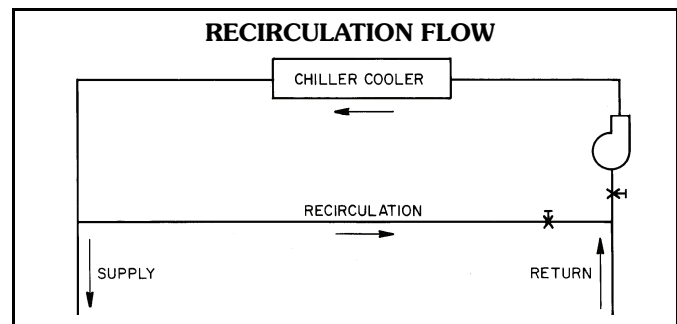 RECIRCULATION FLOW
CHILLER COOLER
RECIRCULATION
SUPPLY
RETURN